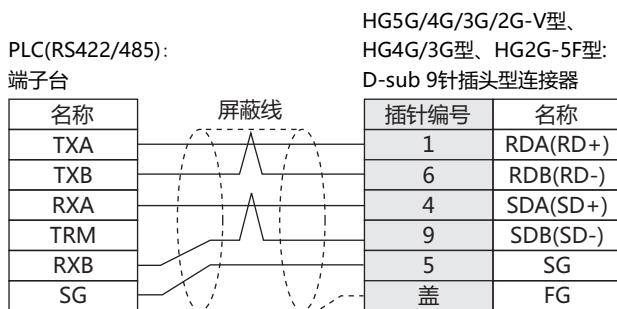 HG5G/4G/3G/2G-V型、
PLC(RS422/485)： HG4G/3G型、HG2G-5F型:
端子台 D-sub 9针插头型连接器
名称 屏蔽线 插针编号 名称
TXA 1 RDA(RD+)
TXB 6 RDB(RD-)
RXA 4 SDA(SD+)
TRM 9 SDB(SD-)
RXB 5 SG
SG 盖 FG